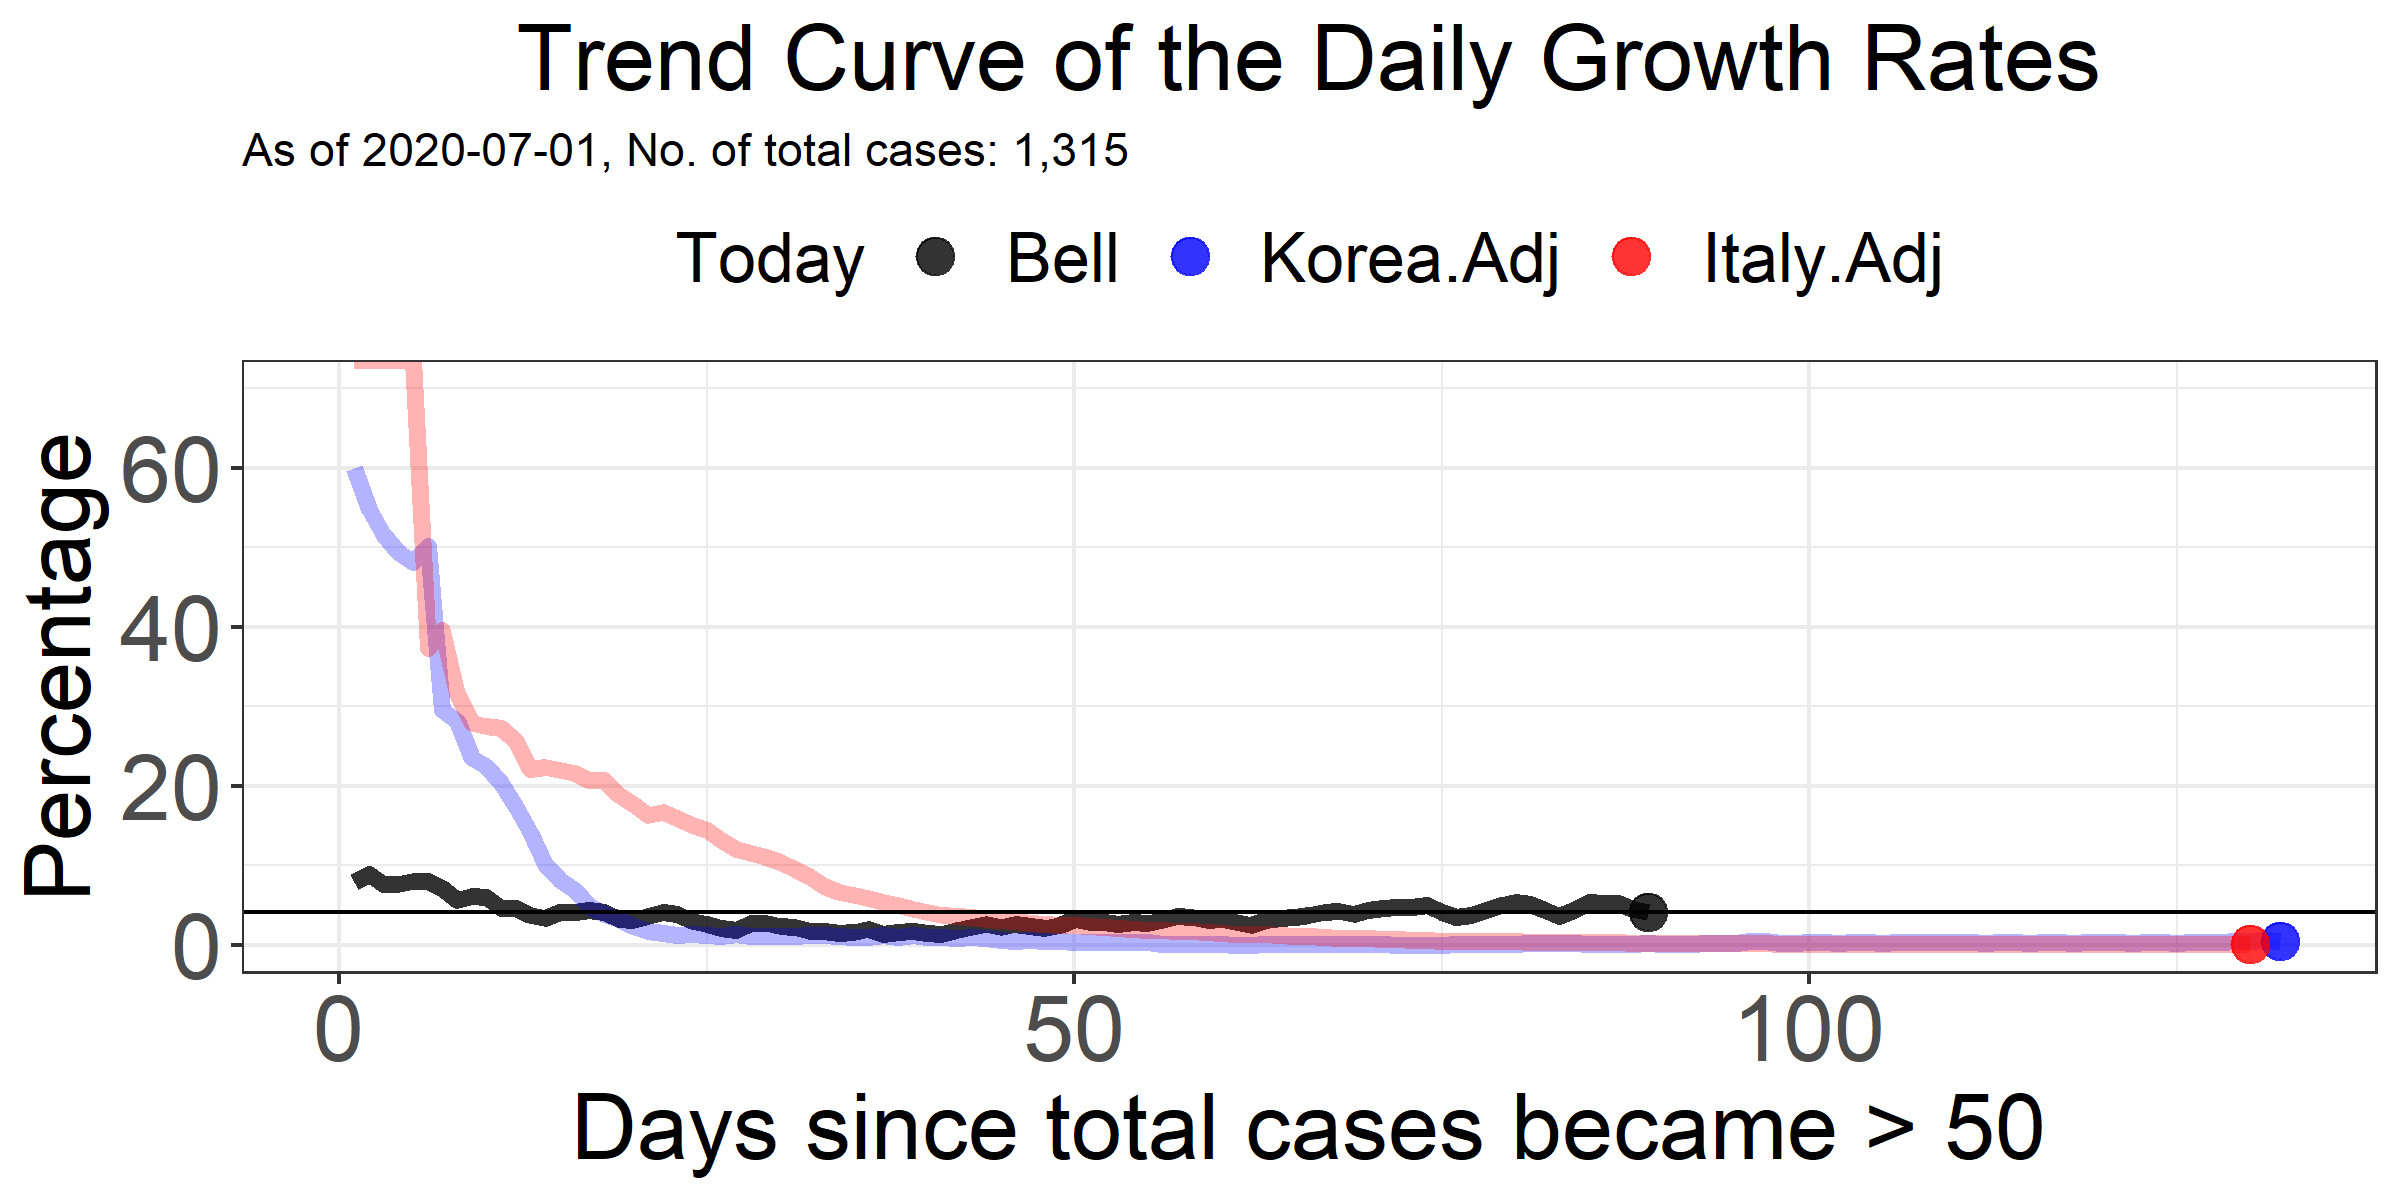 Trend Curve of the Daily Growth Rates
As of 2020-07-01, No. of total cases: 1,315
Today Bell Korea.Adj Italy.Adj
Percentage
60
40
20
0
0 50 100
Days since total cases became > 50